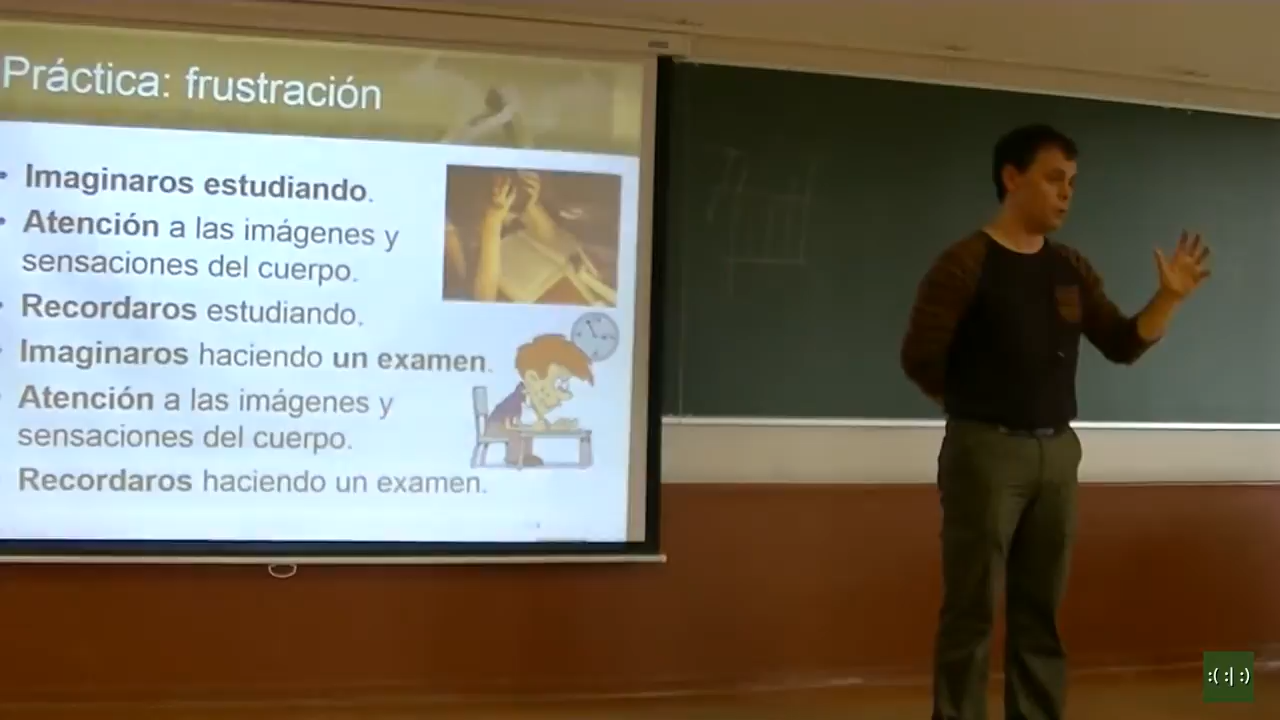 Práctica: frustración
• Imaginaros estudiando.
• Atención a las imágenes y
sensaciones del cuerpo.
• Recordaros estudiando.
• Imaginaros haciendo un examen.
• Atención a las imágenes y
sensaciones del cuerpo.
Recordaros haciendo un examen.
:( :| :)